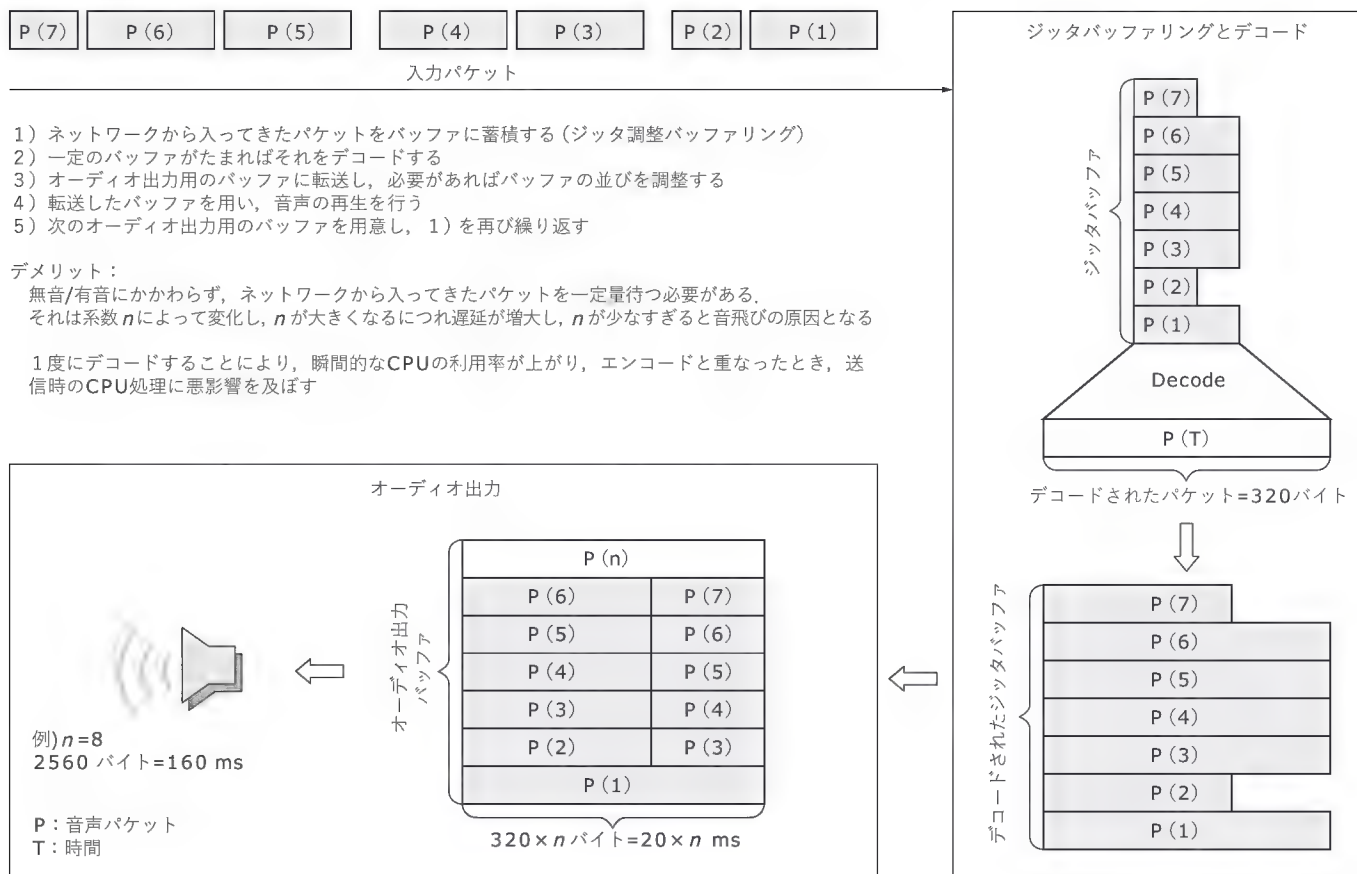 P(7) P(6) P(5) P(4) P(3) P(2) P(1)
入力パケット
1) ネットワークから入ってきたパケットをバッファに蓄積する(ジッタ調整バッファリング)
2) 一定のバッファがたまればそれをデコードする
3) オーディオ出力用のバッファに転送し,必要があればバッファの並びを調整する
4) 転送したバッファを用い,音声の再生を行う
5) 次のオーディオ出力用のバッファを用意し,1)を再び繰り返す
デメリット:
無音/有音にかかわらず,ネットワークから入ってきたパケットを一定量待つ必要がある.
それは系数nによって変化し,nが大きくなるにつれ遅延が増大し,nが少なすぎると音飛びの原因となる
1度にデコードすることにより,瞬間的なCPUの利用率が上がり,エンコードと重なったとき,送
信時のCPU処理に悪影響を及ぼす
ジッタバッファリングとデコード
ジッタバッファ
P(7)
P(6)
P(5)
P(4)
P(3)
P(2)
P(1)
Decode
P(T)
デコードされたパケット=320バイト
デコードされたジッタバッファ
P(7)
P(6)
P(5)
P(4)
P(3)
P(2)
P(1)
オーディオ出力
オーディオ出力
バッファ
P(n)
P(6) P(7)
P(5) P(6)
P(4) P(5)
P(3) P(4)
P(2) P(3)
P(1)
320×nバイト=20×n ms
例)n=8
2560 バイト=160 ms
P:音声パケット
T:時間